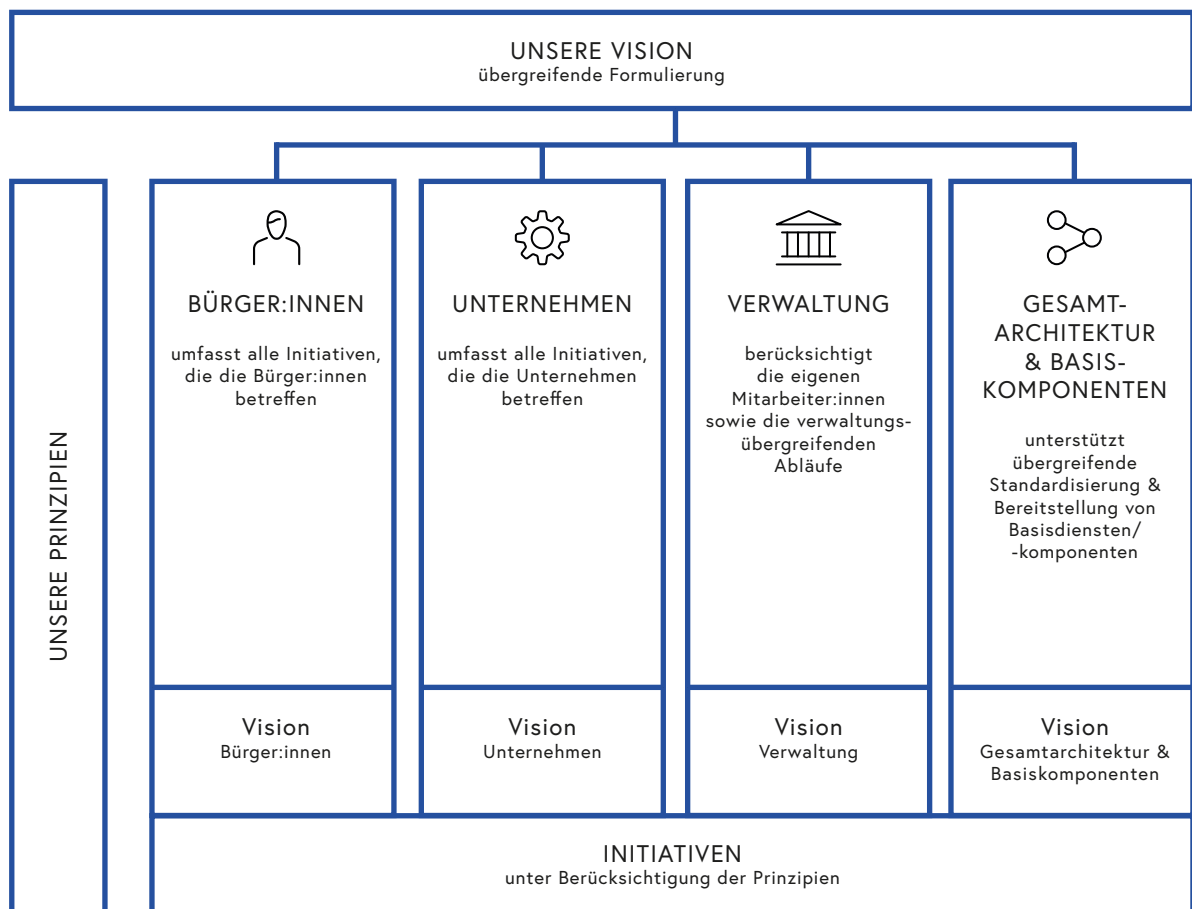 UNSERE VISION
übergreifende Formulierung
UNSERE PRINZIPIEN
BÜRGER:INNEN
umfasst alle Initiativen,
die die Bürger:innen
betreffen
Vision
Bürger:innen
UNTERNEHMEN
umfasst alle Initiativen,
die die Unternehmen
betreffen
Vision
Unternehmen
VERWALTUNG
berücksichtigt
die eigenen
Mitarbeiter:innen
sowie die verwaltungs-
übergreifenden
Abläufe
Vision
Verwaltung
GESAMT-
ARCHITEKTUR
& BASIS-
KOMPONENTEN
unterstützt
übergreifende
Standardisierung &
Bereitstellung von
Basisdiensten/
-komponenten
Vision
Gesamtarchitektur &
Basiskomponenten
INITIATIVEN
unter Berücksichtigung der Prinzipien